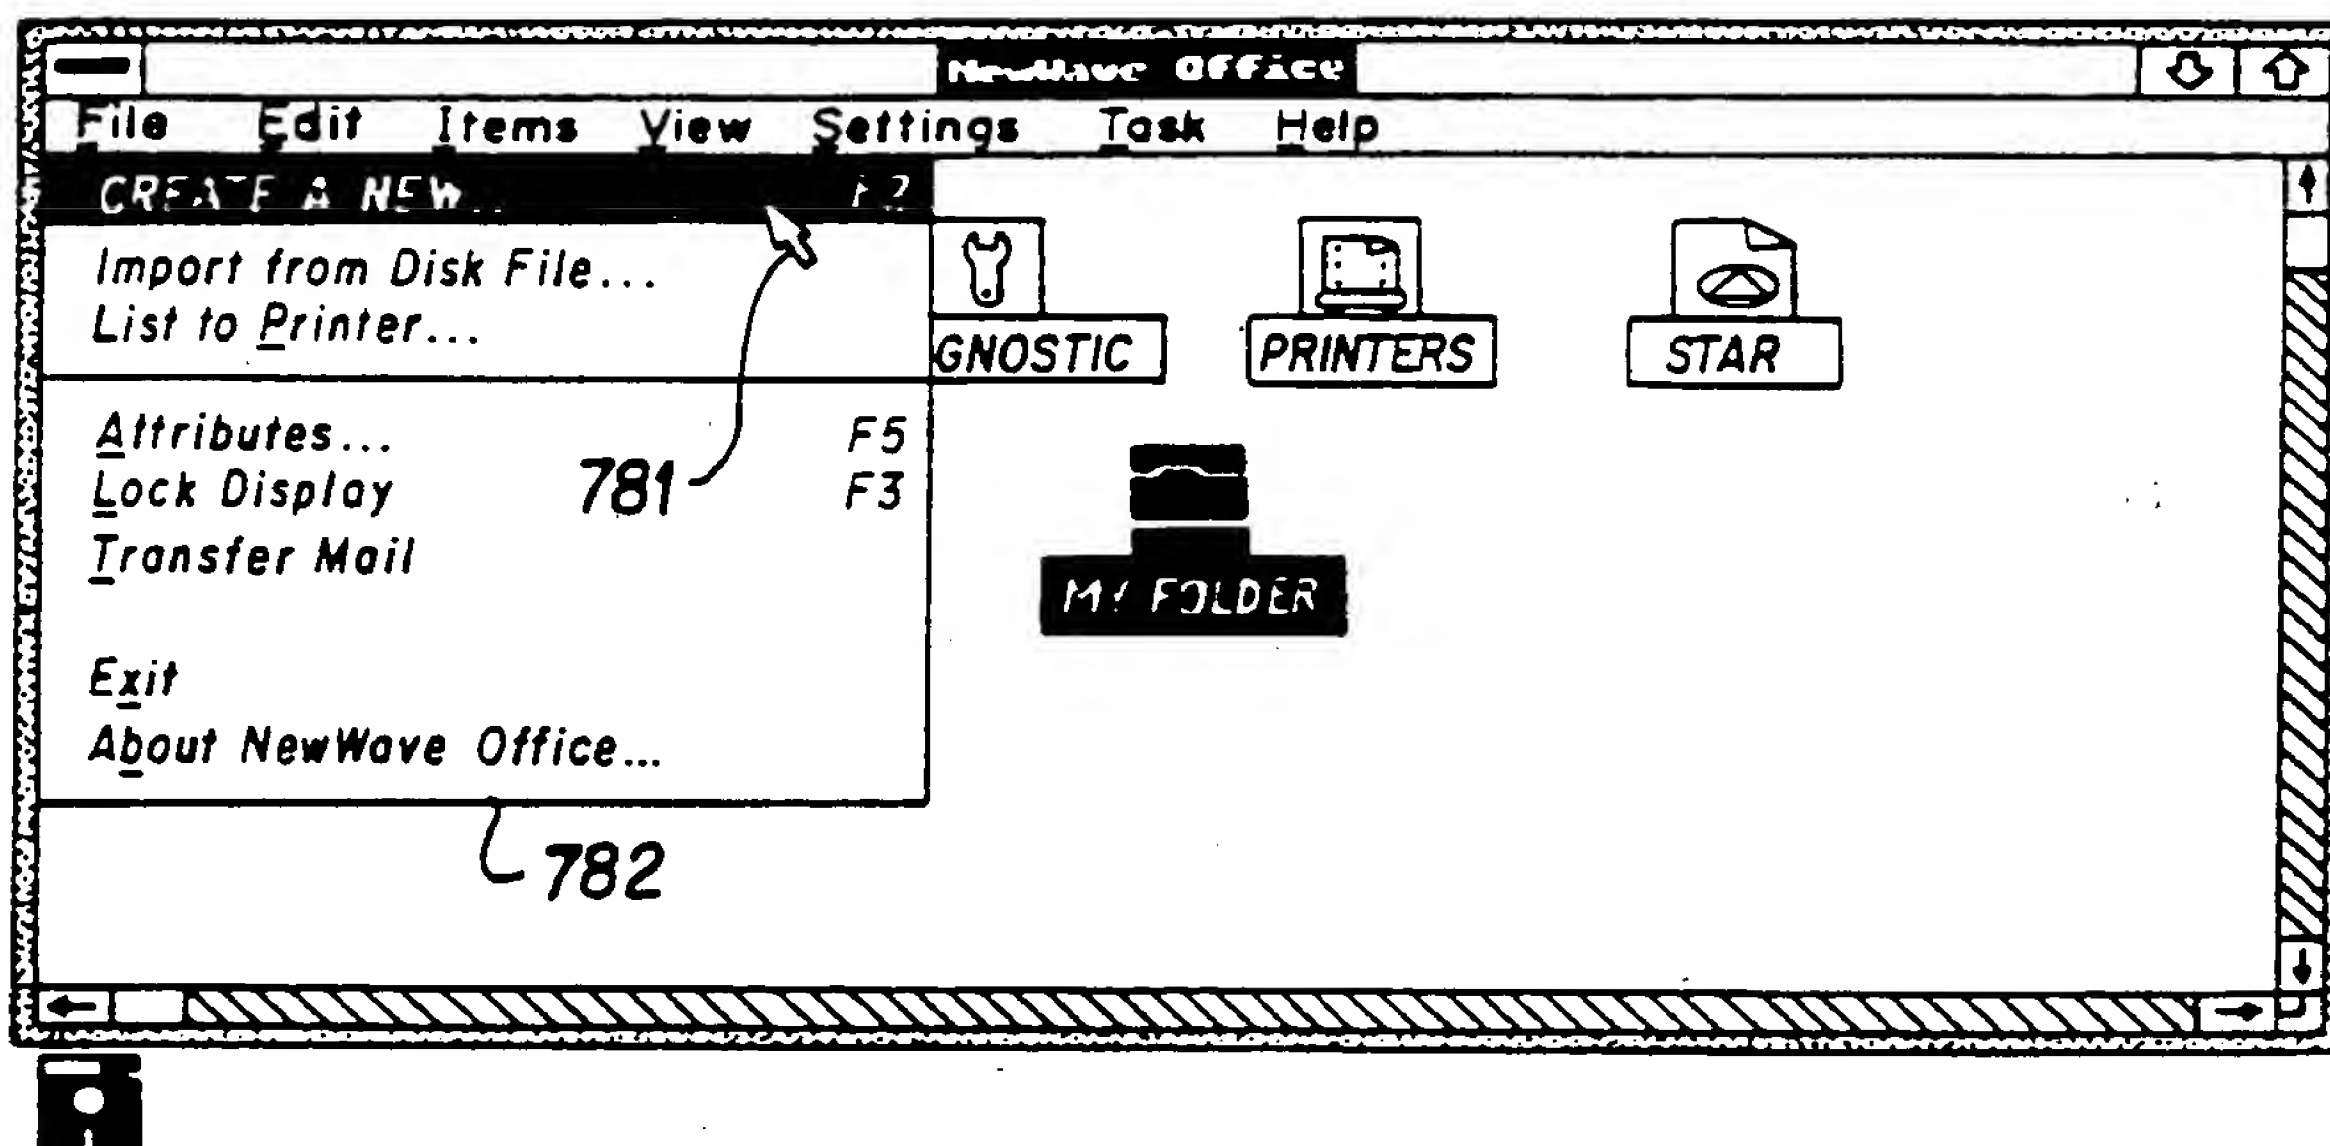 NewWave Office
File Edit Items View Settings Task Help
CREATE A NEW... F2
Import from Disk File...
List to Printer...
GNOSTIC PRINTERS STAR
Attributes... F5
Lock Display 781 F3
Transfer Mail
MY FOLDER
Exit
About NewWave Office...
782